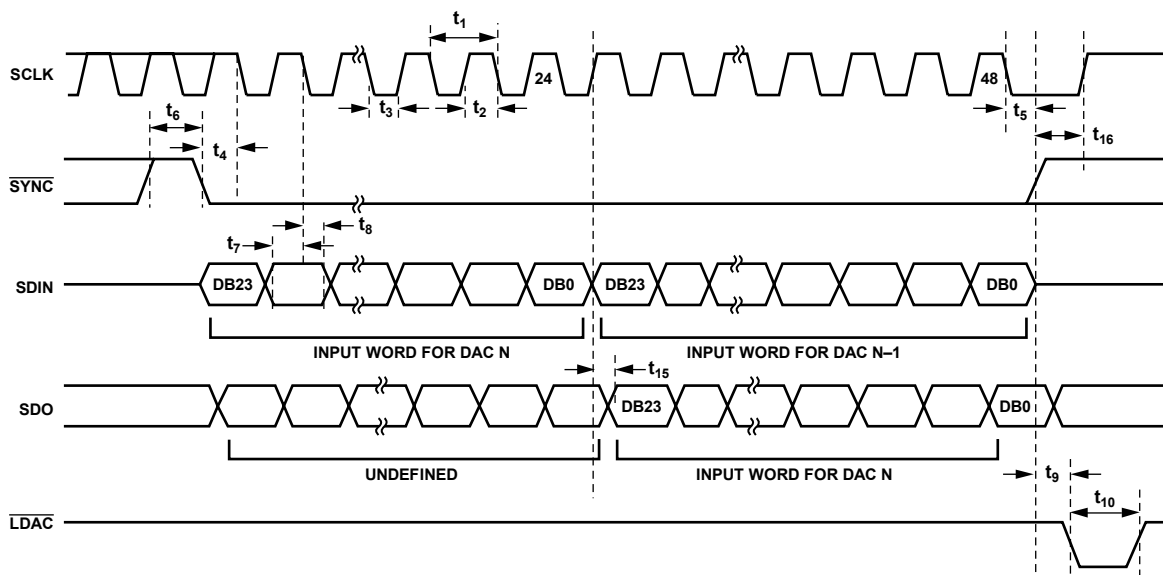 t1
SCLK
24
48
t3
t2
t5
t6
t4
t16
SYNC
t7
t8
SDIN
DB23
DB0
DB23
DB0
INPUT WORD FOR DAC N
INPUT WORD FOR DAC N–1
t15
SDO
DB23
DB0
UNDEFINED
INPUT WORD FOR DAC N
t9
t10
LDAC